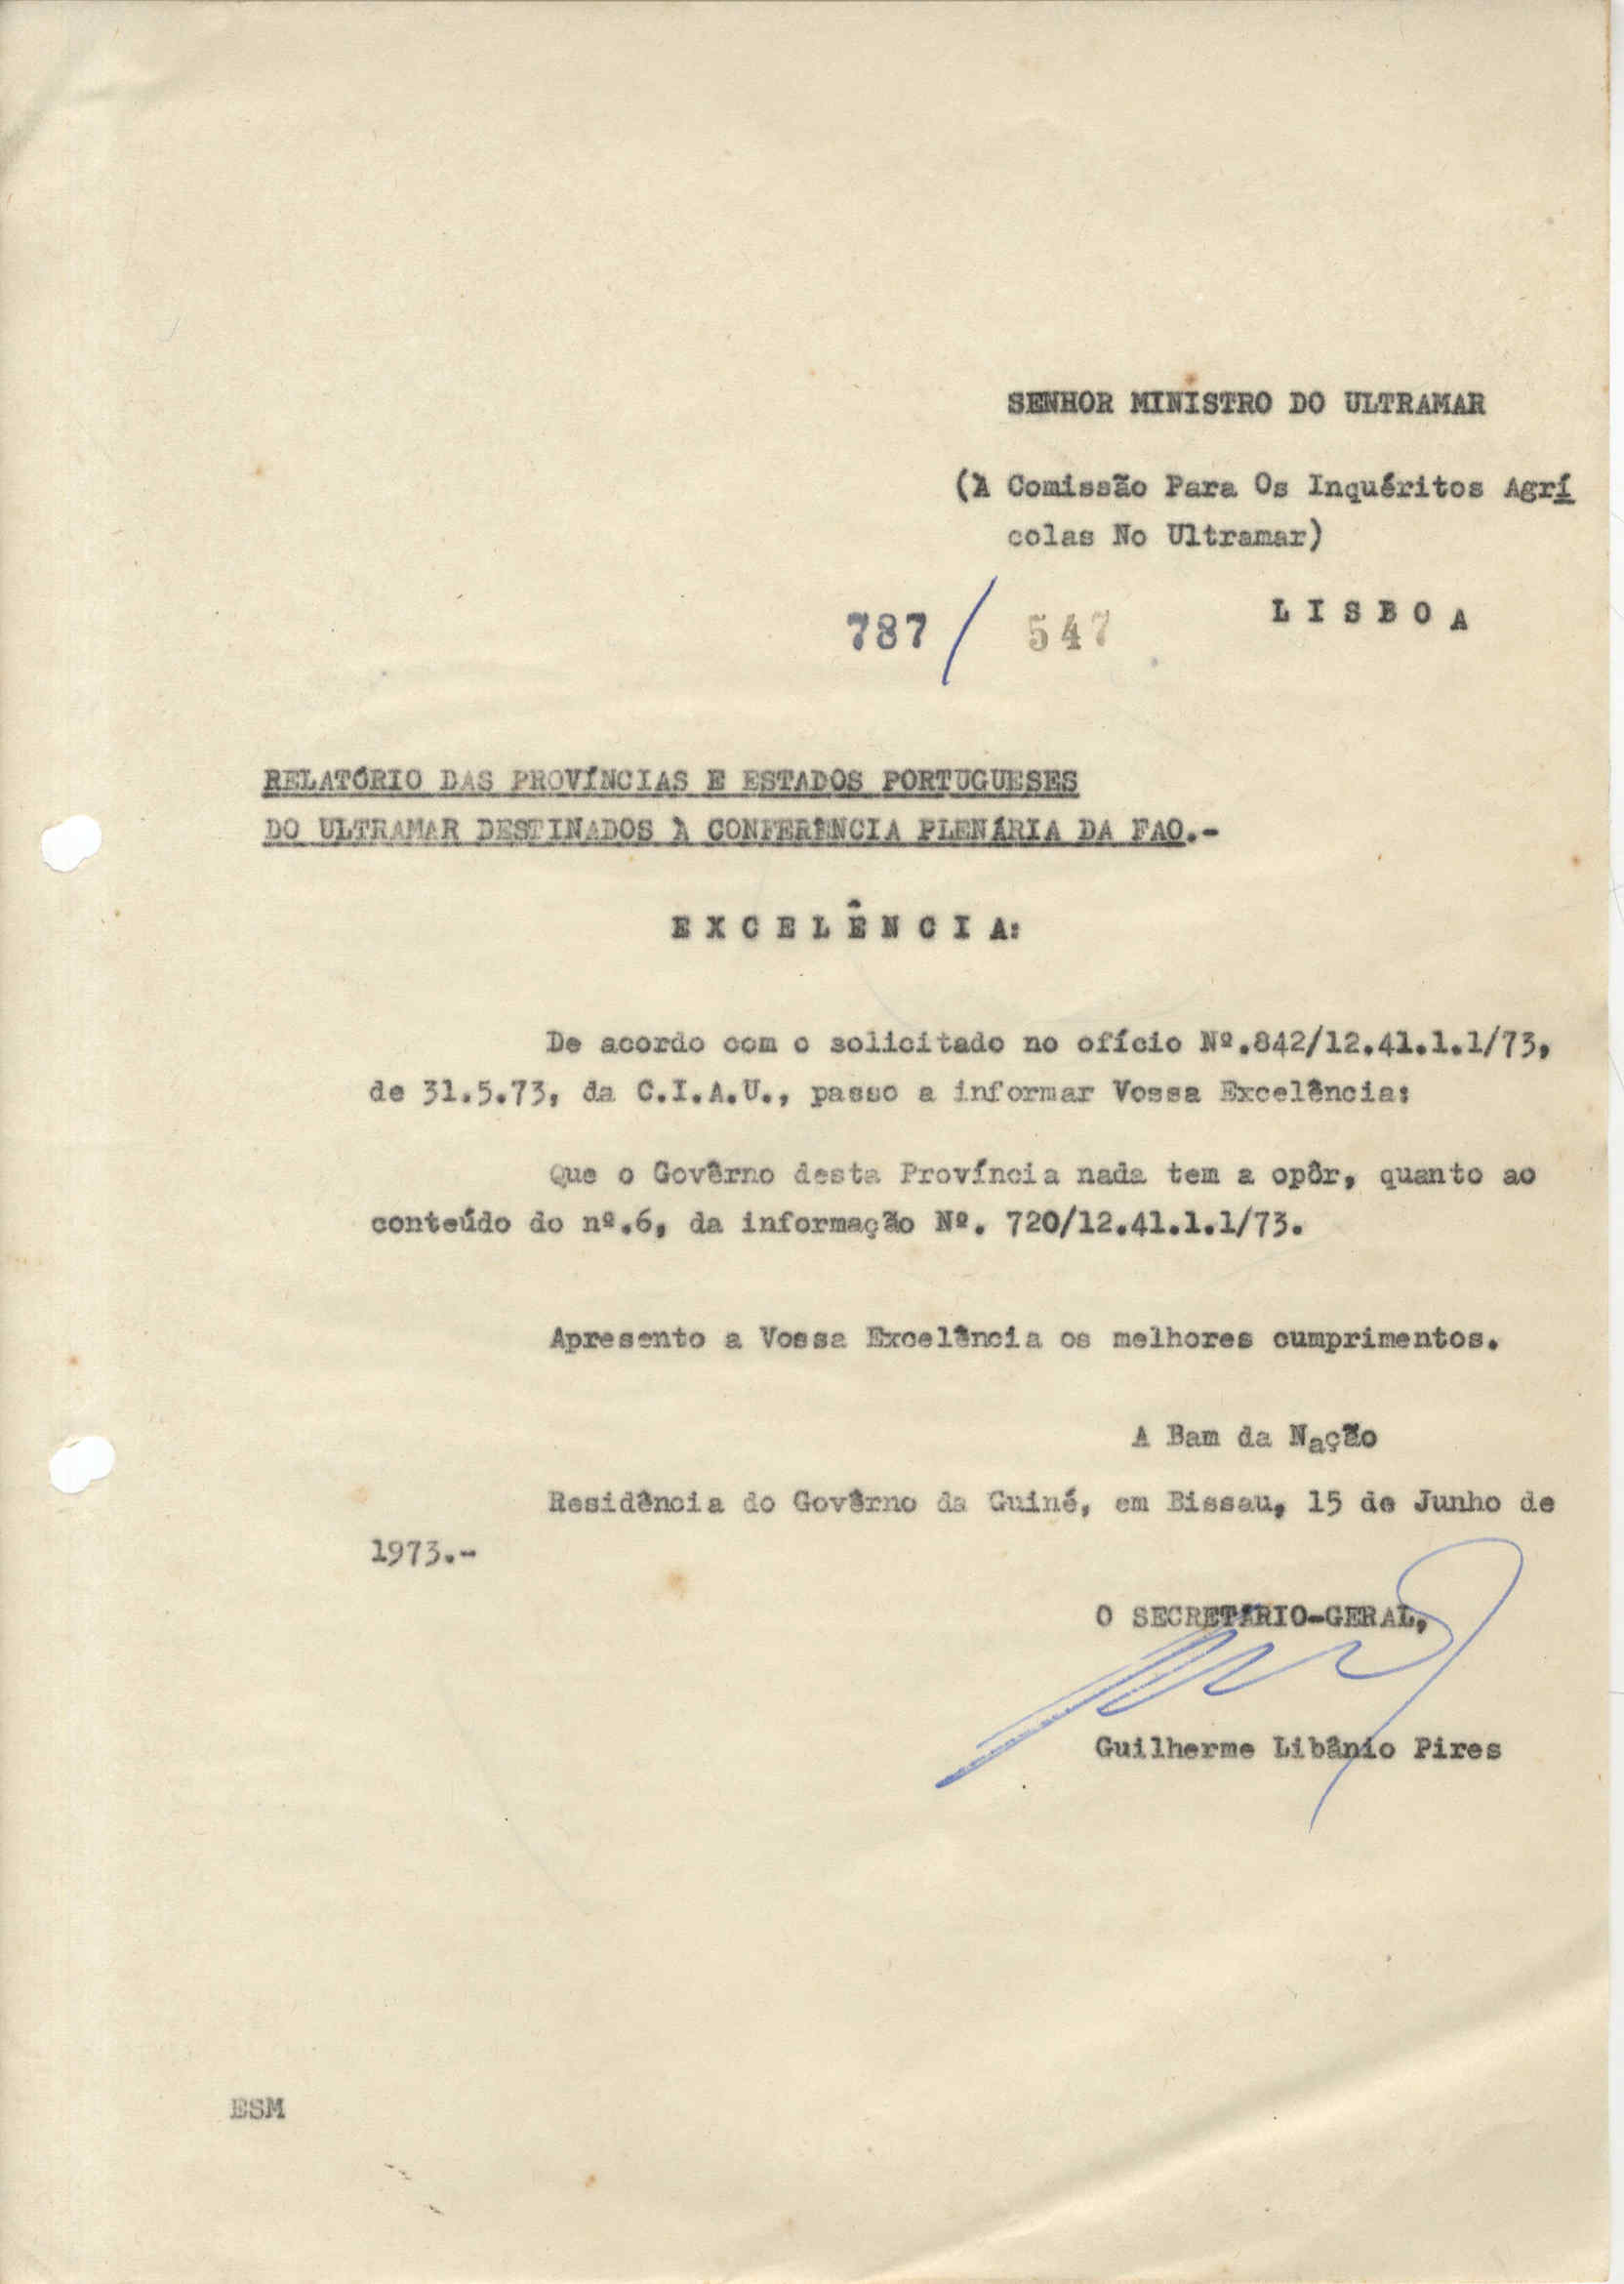 SENHOR MINISTRO DO ULTRAMAR
(À Comissão Para Os Inquéritos Agrí
colas No Ultramar)
L I S B O A
787 / 547
RELATÓRIO DAS PROVÍNCIAS E ESTADOS PORTUGUESES
DO ULTRAMAR DESTINADOS À CONFERÊNCIA PLENÁRIA DA FAO.-
E X C E L Ê N C I A:
De acordo com o solicitado no ofício Nº.842/12.41.1.1/73,
de 31.5.73, da C.I.A.U., passo a informar Vossa Excelência:
Que o Govêrno desta Província nada tem a opôr, quanto ao
conteúdo do nº.6, da informação Nº. 720/12.41.1.1/73.
Apresento a Vossa Excelência os melhores cumprimentos.
A Bam da Nação
Residência do Govêrno da Guiné, em Bissau, 15 de Junho de
1973.-
O SECRETÁRIO-GERAL,
Guilherme Libânio Pires
ESM